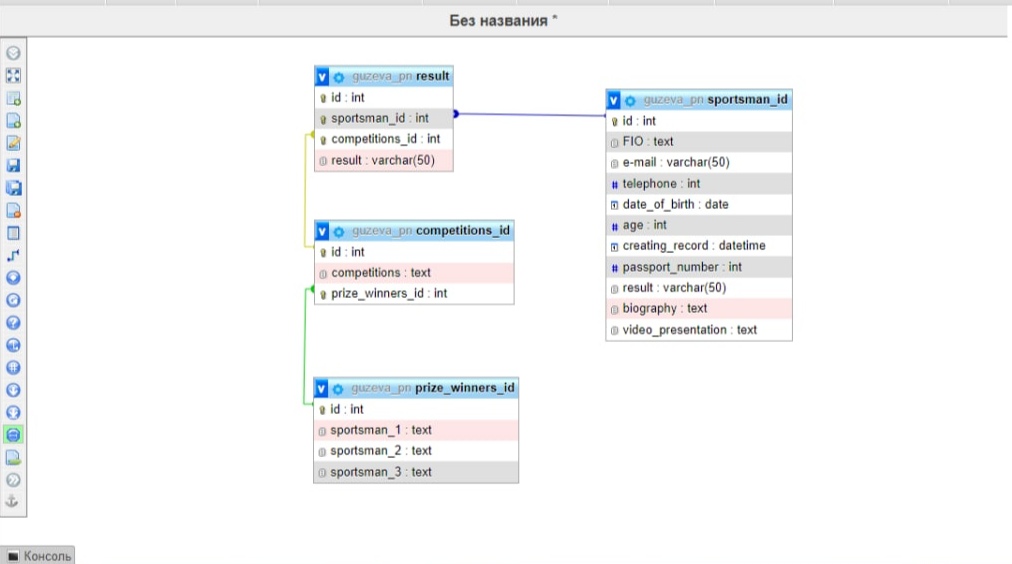 Без названия *
v guzeva_pn result
id : int
sportsman_id : int
competitions_id : int
result : varchar(50)
v guzeva_pn sportsman_id
id : int
FIO : text
e-mail : varchar(50)
# telephone : int
date_of_birth : date
# age : int
creating_record : datetime
# passport_number : int
result : varchar(50)
biography : text
video_presentation : text
v guzeva_pn competitions_id
id : int
competitions : text
prize_winners_id : int
v guzeva_pn prize_winners_id
id : int
sportsman_1 : text
sportsman_2 : text
sportsman_3 : text
Консоль